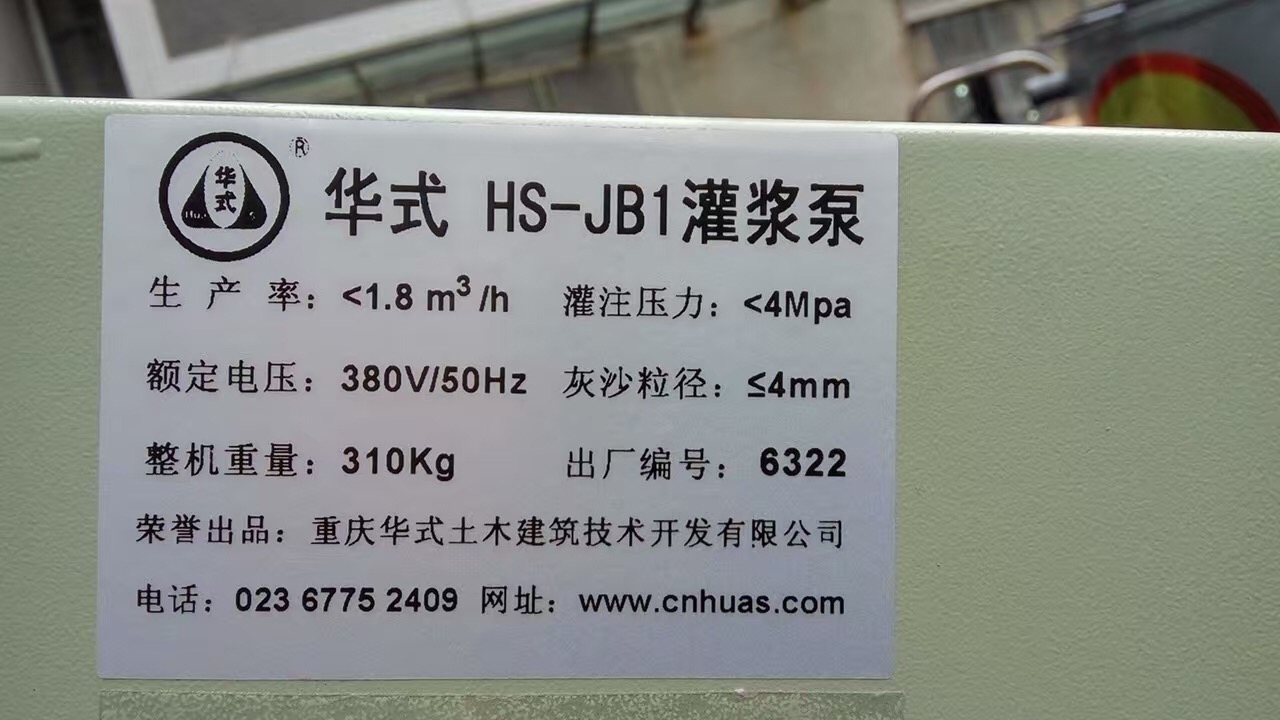 华式 ® 华式 HS-JB1灌浆泵
生产率：<1.8 m³/h 灌注压力：<4Mpa
额定电压：380V/50Hz 灰沙粒径：≤4mm
整机重量：310Kg 出厂编号：6322
荣誉出品：重庆华式土木建筑技术开发有限公司
电话：023 6775 2409 网址：www.cnhuas.com